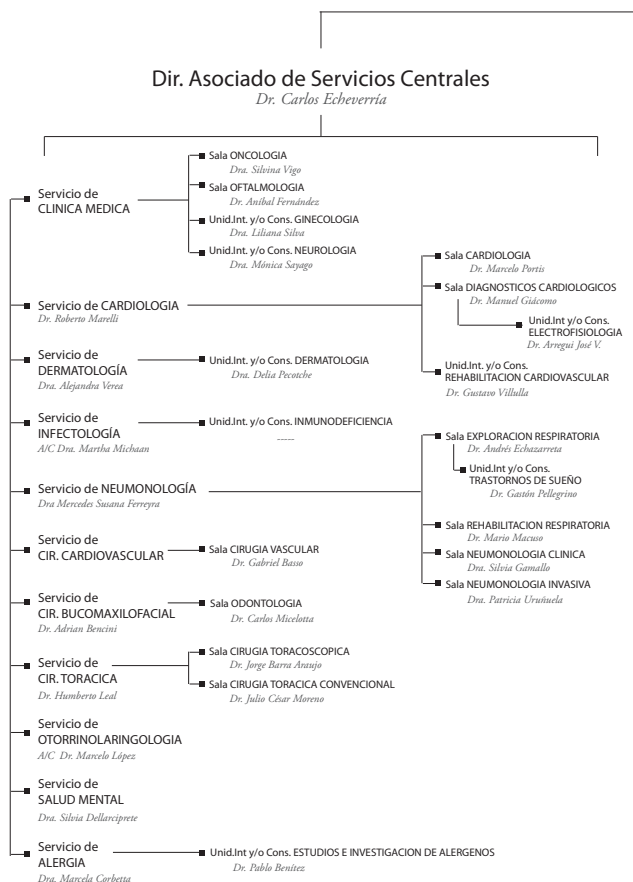 Dir. Asociado de Servicios Centrales
Dr. Carlos Echeverría
Servicio de
CLINICA MEDICA
Sala ONCOLOGIA
Dra. Silvina Vigo
Sala OFTALMOLOGIA
Dr. Aníbal Fernández
Unid.Int. y/o Cons. GINECOLOGIA
Dra. Liliana Silva
Unid.Int. y/o Cons. NEUROLOGIA
Dra. Mónica Sayago
Servicio de CARDIOLOGIA
Dr. Roberto Marelli
Sala CARDIOLOGIA
Dr. Marcelo Portis
Sala DIAGNOSTICOS CARDIOLOGICOS
Dr. Manuel Giácomo
Unid.Int y/o Cons.
ELECTROFISIOLOGIA
Dr. Arregui José V.
Unid.Int. y/o Cons.
REHABILITACION CARDIOVASCULAR
Dr. Gustavo Villulla
Servicio de
DERMATOLOGÍA
Dra. Alejandra Verea
Unid.Int. y/o Cons. DERMATOLOGIA
Dra. Delia Pecotche
Servicio de
INFECTOLOGÍA
A/C Dra. Martha Michaan
Unid.Int. y/o Cons. INMUNODEFICIENCIA
-----
Servicio de NEUMONOLOGÍA
Dra Mercedes Susana Ferreyra
Sala EXPLORACION RESPIRATORIA
Dr. Andrés Echazarreta
Unid.Int y/o Cons.
TRASTORNOS DE SUEÑO
Dr. Gastón Pellegrino
Sala REHABILITACION RESPIRATORIA
Dr. Mario Macuso
Sala NEUMONOLOGIA CLINICA
Dra. Silvia Gamallo
Sala NEUMONOLOGIA INVASIVA
Dra. Patricia Uruñuela
Servicio de
CIR. CARDIOVASCULAR
Sala CIRUGIA VASCULAR
Dr. Gabriel Basso
Servicio de
CIR. BUCOMAXILOFACIAL
Dr. Adrian Bencini
Sala ODONTOLOGIA
Dr. Carlos Micelotta
Servicio de
CIR. TORACICA
Dr. Humberto Leal
Sala CIRUGIA TORACOSCOPICA
Dr. Jorge Barra Araujo
Sala CIRUGIA TORACICA CONVENCIONAL
Dr. Julio César Moreno
Servicio de
OTORRINOLARINGOLOGIA
A/C Dr. Marcelo López
Servicio de
SALUD MENTAL
Dra. Silvia Dellarciprete
Servicio de
ALERGIA
Dra. Marcela Corbetta
Unid.Int y/o Cons. ESTUDIOS E INVESTIGACION DE ALERGENOS
Dr. Pablo Benítez